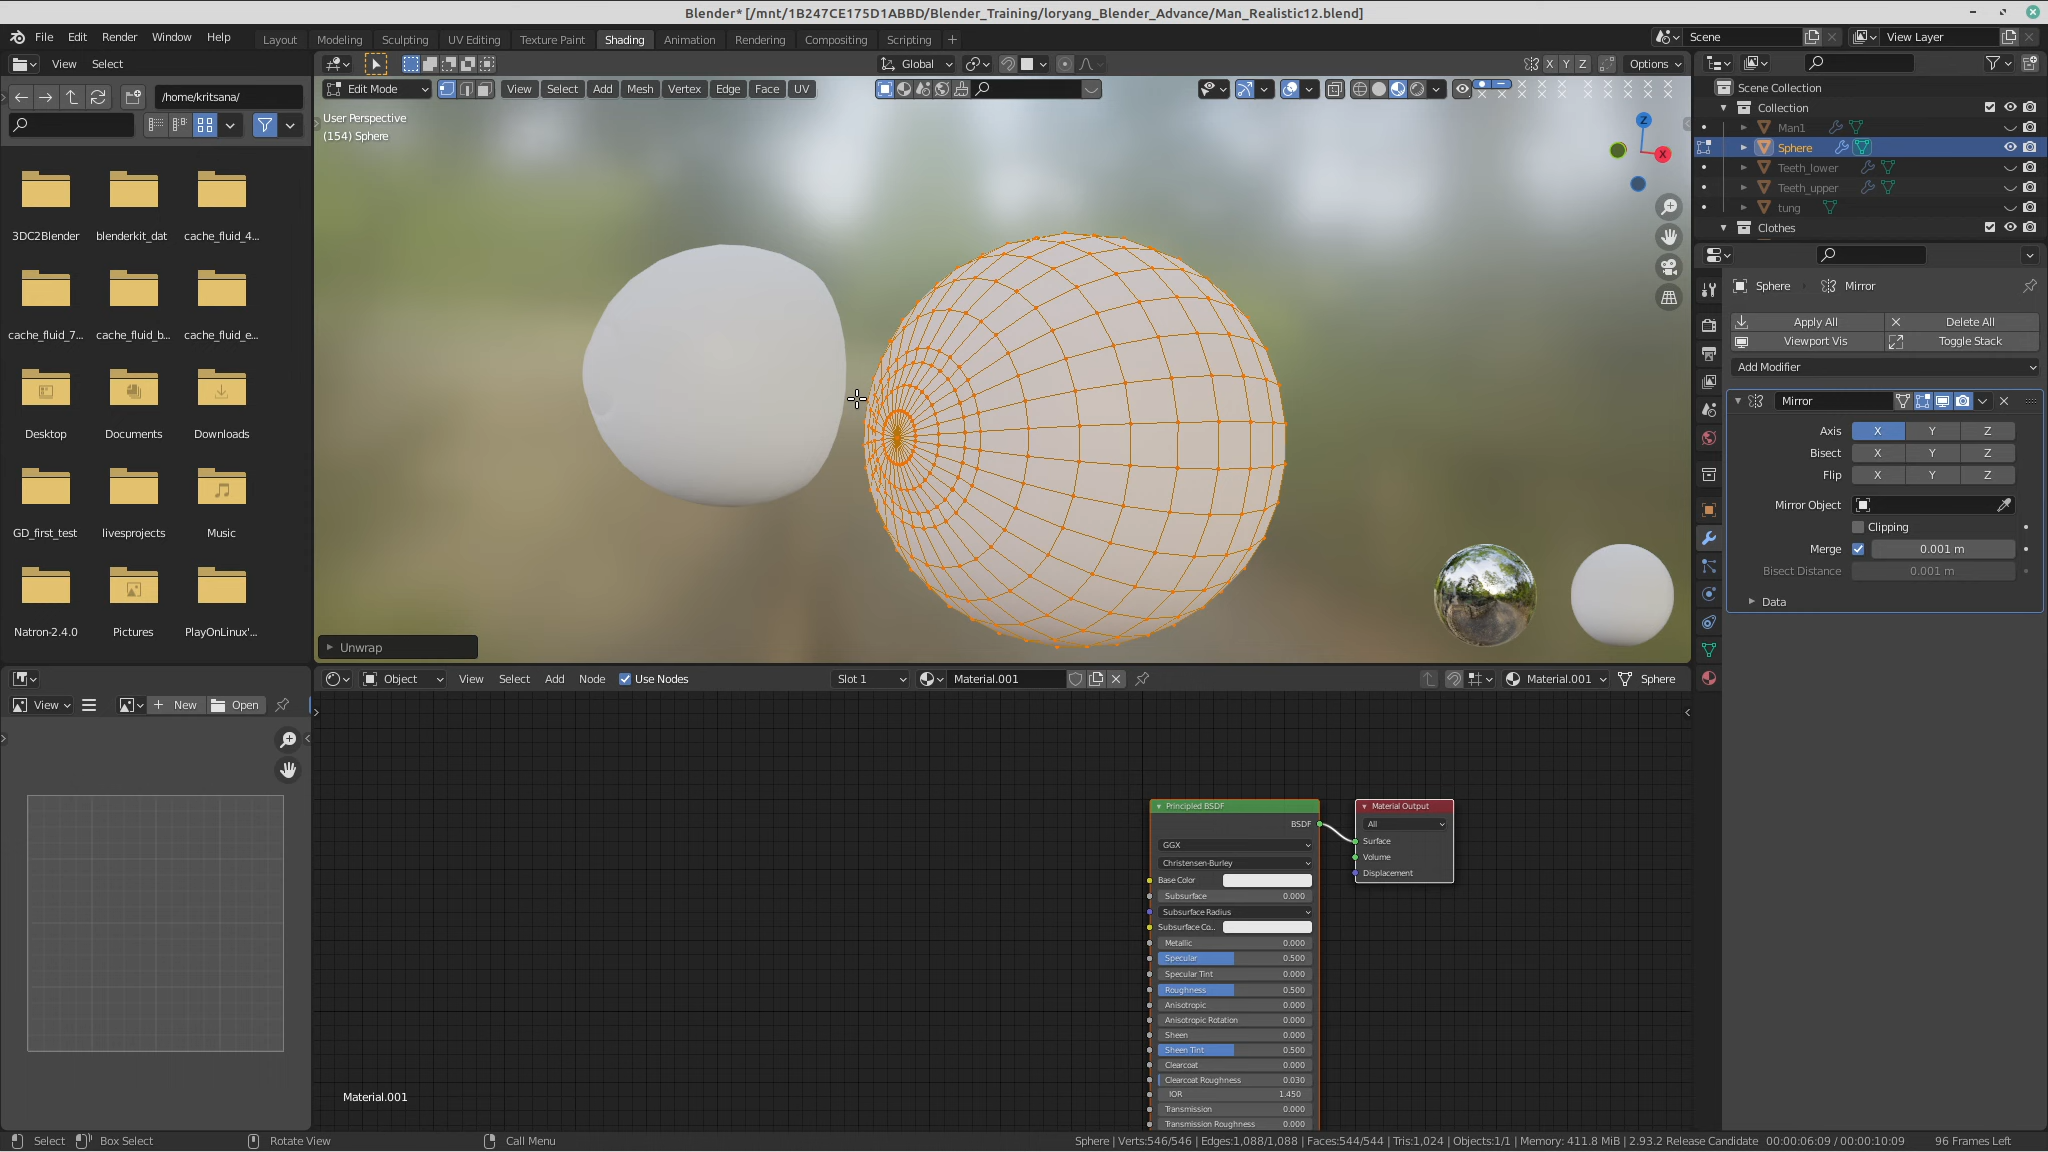 Blender* [/mnt/1B247CE175D1ABBD/Blender_Training/loryang_Blender_Advance/Man_Realistic12.blend]
File Edit Render Window Help
Layout Modeling Sculpting UV Editing Texture Paint Shading Animation Rendering Compositing Scripting +
Scene
View Layer
View Select
Global
X Y Z
Options
/home/kritsana/
Edit Mode
View Select Add Mesh Vertex Edge Face UV
User Perspective
(154) Sphere
Z
X
3DC2Blender
blenderkit_dat
cache_fluid_4...
cache_fluid_7...
cache_fluid_b...
cache_fluid_e...
Desktop
Documents
Downloads
GD_first_test
livesprojects
Music
Natron-2.4.0
Pictures
PlayOnLinux'...
Unwrap
Scene Collection
Collection
Man1
Sphere
Teeth_lower
Teeth_upper
tung
Clothes
Sphere
Mirror
Apply All
Delete All
Viewport Vis
Toggle Stack
Add Modifier
Mirror
Axis X Y Z
Bisect X Y Z
Flip X Y Z
Mirror Object
Clipping
Merge 0.001 m
Bisect Distance 0.001 m
Data
View
New
Open
Object
View Select Add Node
Use Nodes
Slot 1
Material.001
Material.001
Sphere
Principled BSDF
BSDF
GGX
Christensen-Burley
Base Color
Subsurface 0.000
Subsurface Radius
Subsurface Co..
Metallic 0.000
Specular 0.500
Specular Tint 0.000
Roughness 0.500
Anisotropic 0.000
Anisotropic Rotation 0.000
Sheen 0.000
Sheen Tint 0.500
Clearcoat 0.000
Clearcoat Roughness 0.030
IOR 1.450
Transmission 0.000
Transmission Roughness 0.000
Material Output
All
Surface
Volume
Displacement
Material.001
Select
Box Select
Rotate View
Call Menu
Sphere | Verts:546/546 | Edges:1,088/1,088 | Faces:544/544 | Tris:1,024 | Objects:1/1 | Memory: 411.8 MiB | 2.93.2 Release Candidate
00:00:06:09 / 00:00:10:09
96 Frames Left